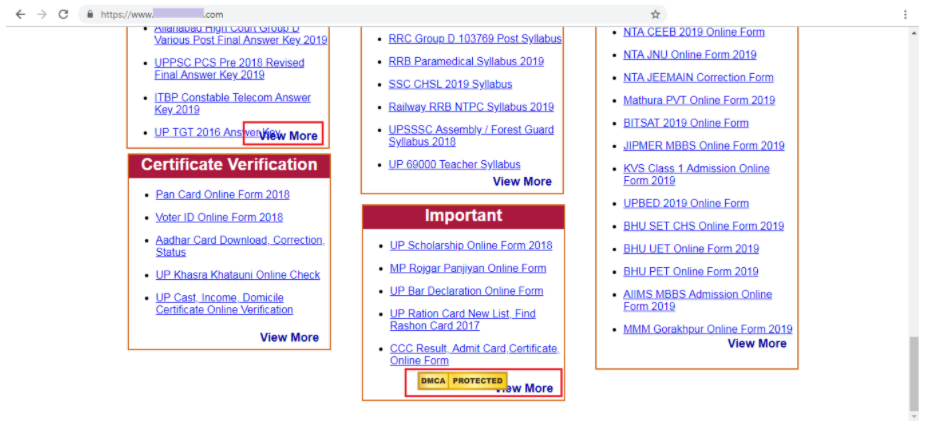 https://www.
.com
Allahabad High Court Group D
Various Post Final Answer Key 2019
UPPSC PCS Pre 2018 Revised
Final Answer Key 2019
ITBP Constable Telecom Answer
Key 2019
UP TGT 2016 Answer Key
View More
Certificate Verification
Pan Card Online Form 2018
Voter ID Online Form 2018
Aadhar Card Download, Correction,
Status
UP Khasra Khatauni Online Check
UP Cast, Income, Domicile
Certificate Online Verification
View More
RRC Group D 103769 Post Syllabus
RRB Paramedical Syllabus 2019
SSC CHSL 2019 Syllabus
Railway RRB NTPC Syllabus 2019
UPSSSC Assembly / Forest Guard
Syllabus 2018
UP 69000 Teacher Syllabus
View More
Important
UP Scholarship Online Form 2018
MP Rojgar Panjiyan Online Form
UP Bar Declaration Online Form
UP Ration Card New List, Find
Rashon Card 2017
CCC Result, Admit Card,Certificate,
Online Form
DMCA PROTECTED
View More
NTA CEEB 2019 Online Form
NTA JNU Online Form 2019
NTA JEEMAIN Correction Form
Mathura PVT Online Form 2019
BITSAT 2019 Online Form
JIPMER MBBS Online Form 2019
KVS Class 1 Admission Online
Form 2019
UPBED 2019 Online Form
BHU SET CHS Online Form 2019
BHU UET Online Form 2019
BHU PET Online Form 2019
AIIMS MBBS Admission Online
Form 2019
MMM Gorakhpur Online Form 2019
View More